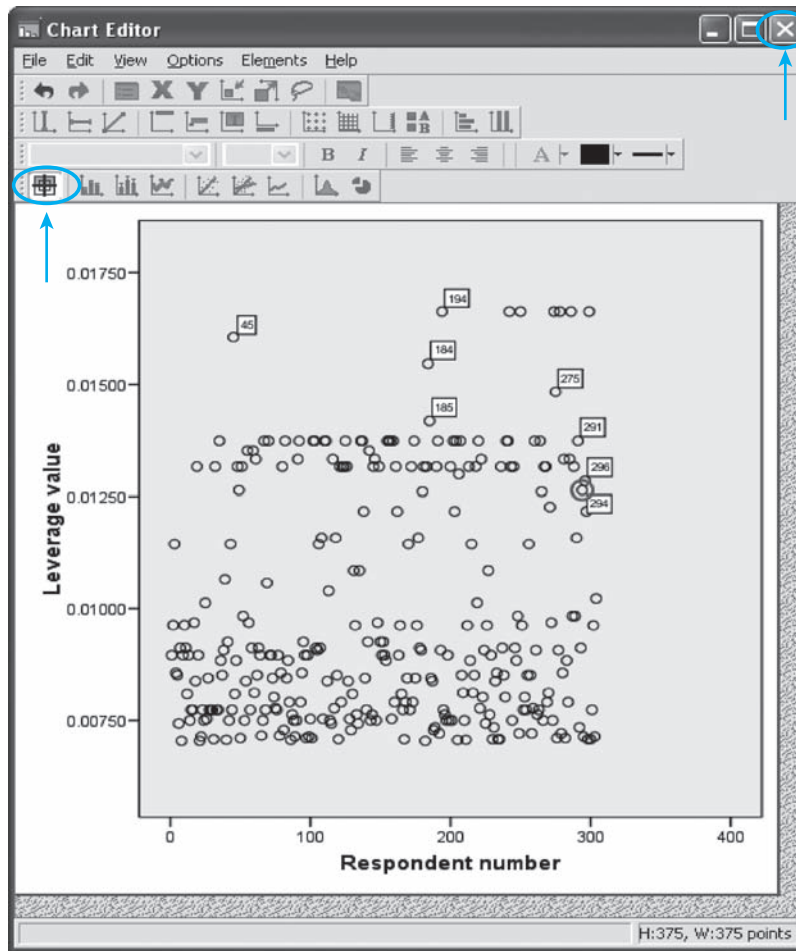 Chart Editor
File Edit View Options Elements Help
X Y
A
B
B I A
0.01750
0.01500
0.01250
0.01000
0.00750
Leverage value
45
194
184
275
185
291
296
294
0 100 200 300 400
Respondent number
H:375, W:375 points